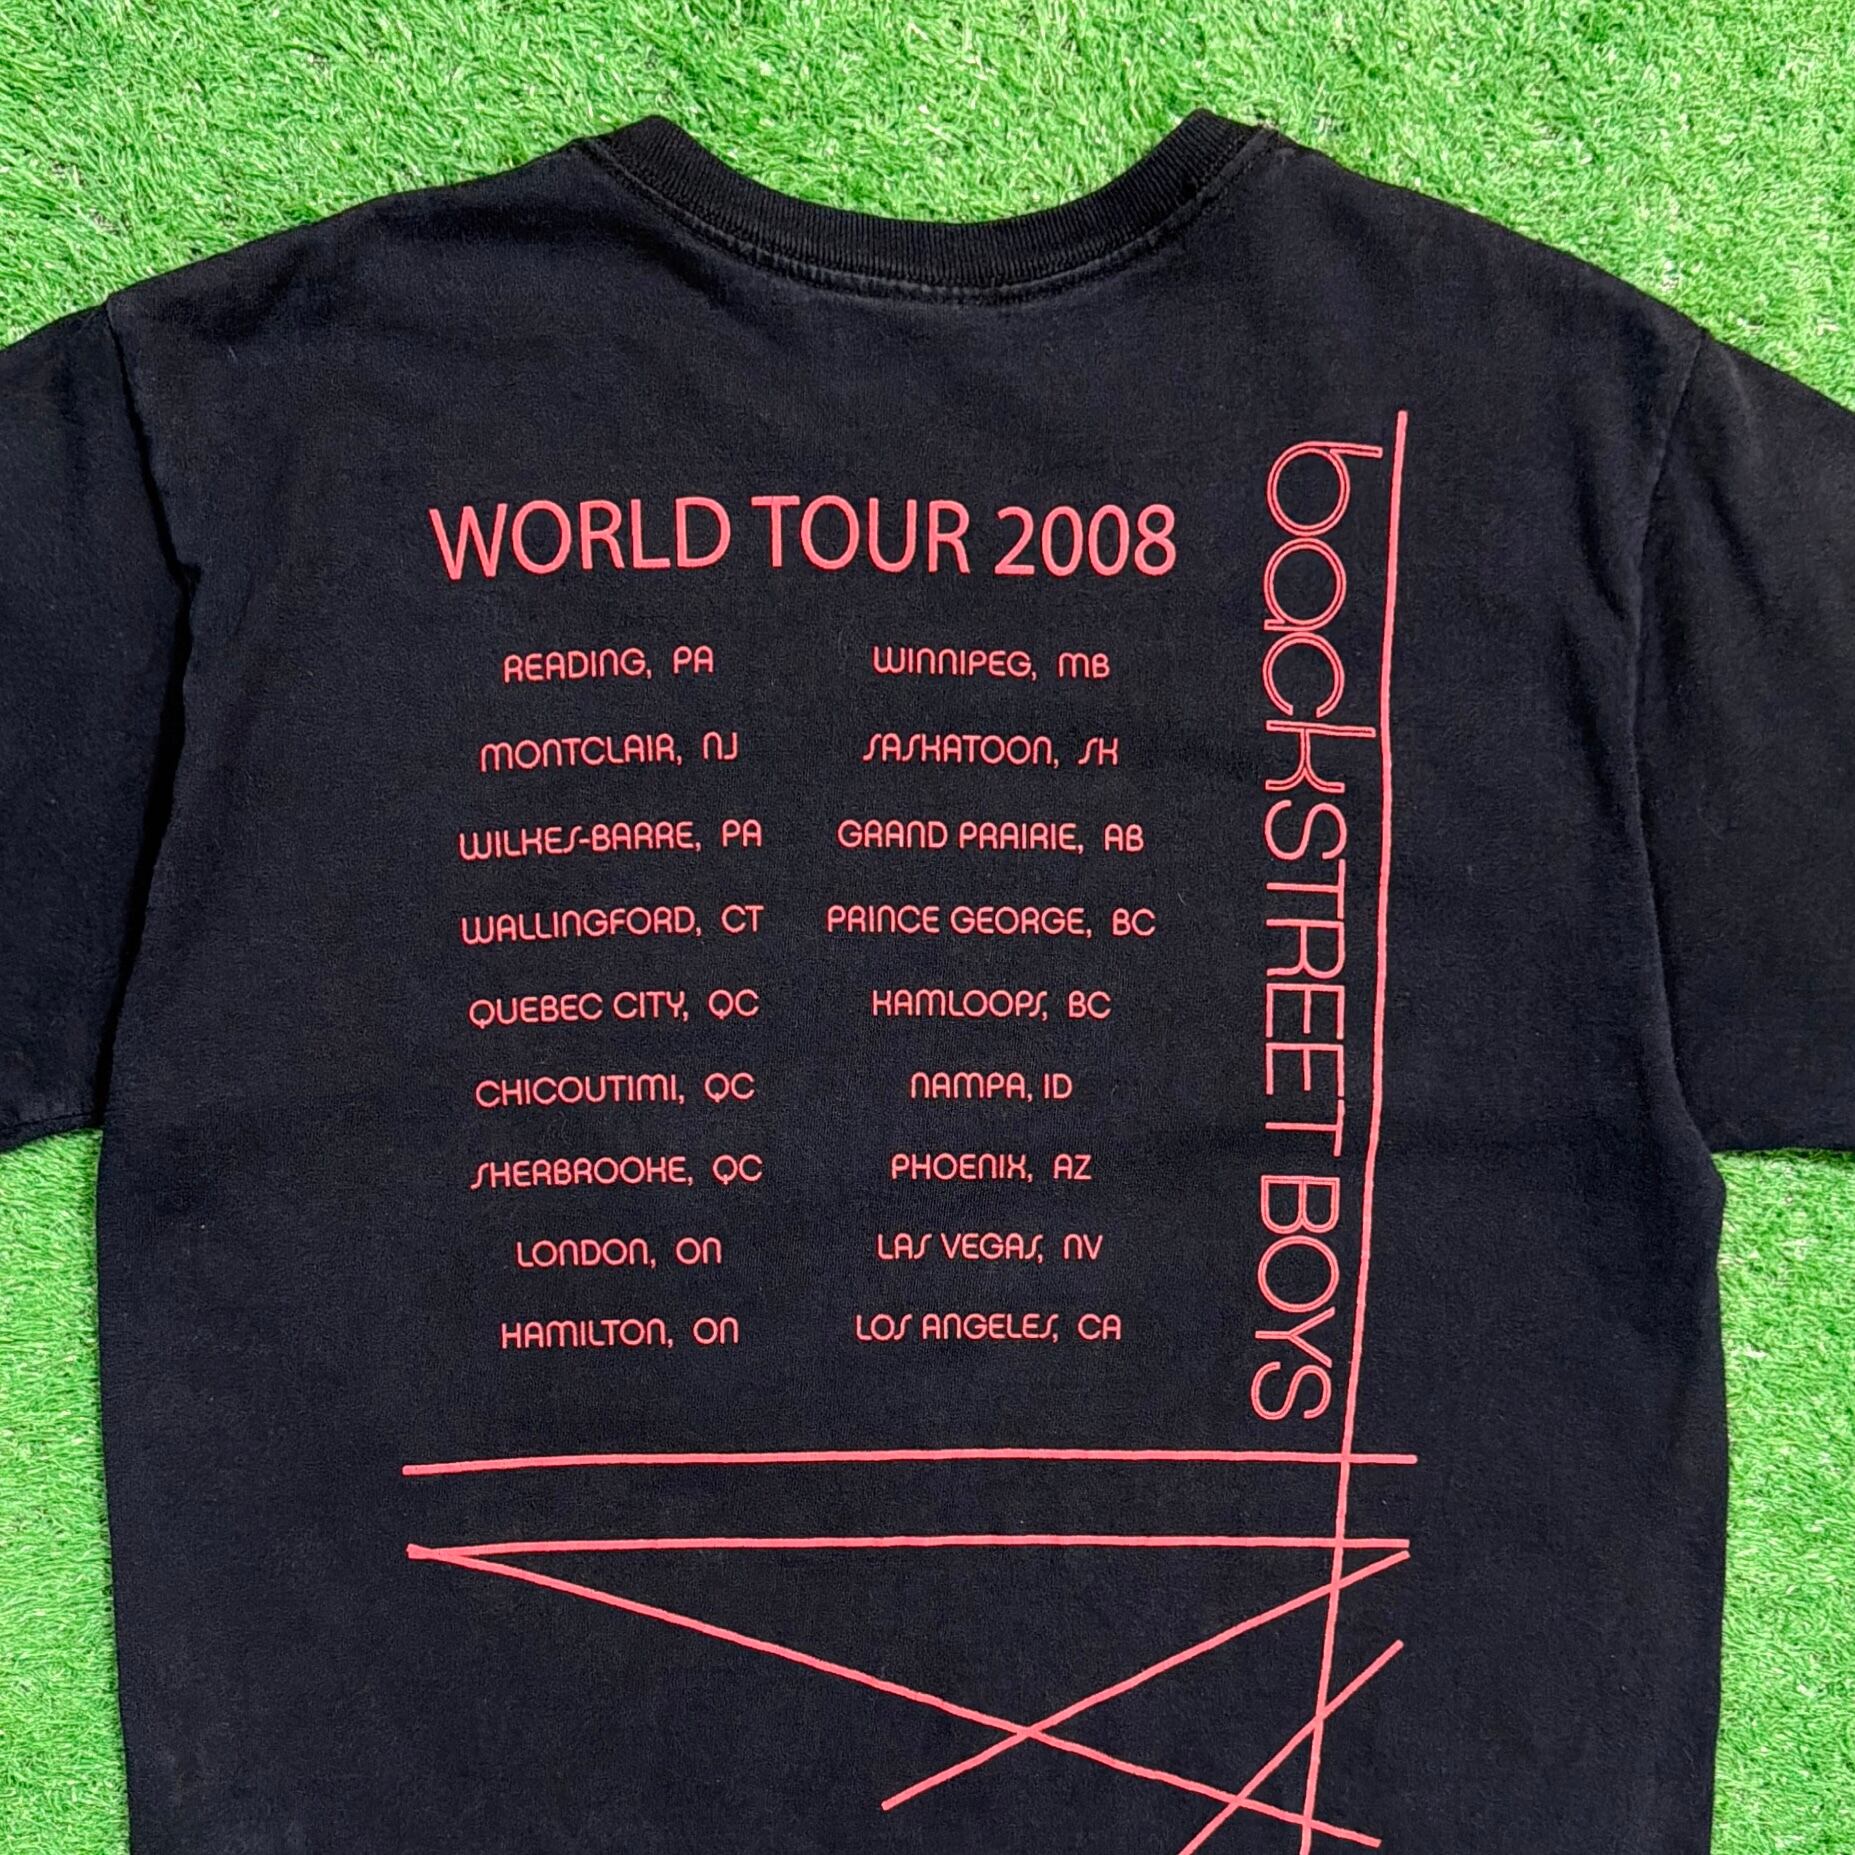 WORLD TOUR 2008
READING, PA
MONTCLAIR, NJ
WILKES-BARRE, PA
WALLINGFORD, CT
QUEBEC CITY, QC
CHICOUTIMI, QC
SHERBROOKE, QC
LONDON, ON
HAMILTON, ON
WINNIPEG, MB
SASKATOON, SK
GRAND PRAIRIE, AB
PRINCE GEORGE, BC
KAMLOOPS, BC
NAMPA, ID
PHOENIX, AZ
LAS VEGAS, NV
LOS ANGELES, CA
backSTREET BOYS